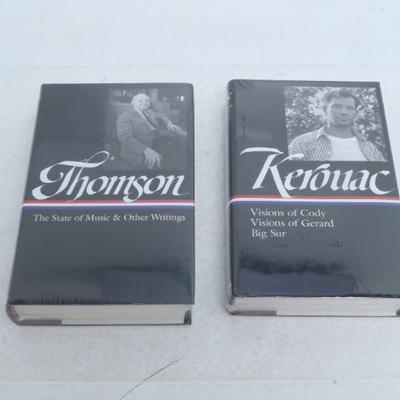 Thomson
The State of Music & Other Writings
Kerouac
Visions of Cody
Visions of Gerard
Big Sur